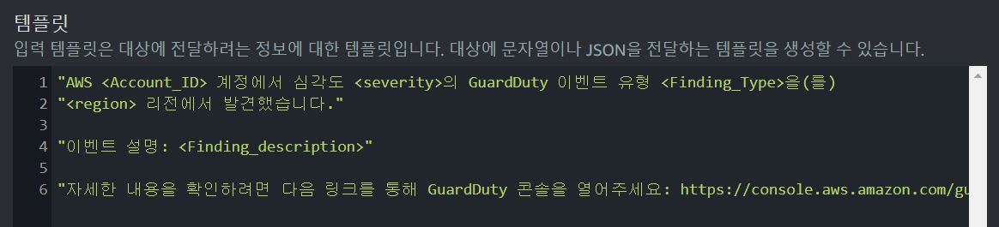 템플릿
입력 템플릿은 대상에 전달하려는 정보에 대한 템플릿입니다. 대상에 문자열이나 JSON을 전달하는 템플릿을 생성할 수 있습니다.
1 "AWS <Account_ID> 계정에서 심각도 <severity>의 GuardDuty 이벤트 유형 <Finding_Type>을(를)
2 "<region> 리전에서 발견했습니다."
3
4 "이벤트 설명: <Finding_description>"
5
6 "자세한 내용을 확인하려면 다음 링크를 통해 GuardDuty 콘솔을 열어주세요: https://console.aws.amazon.com/gu